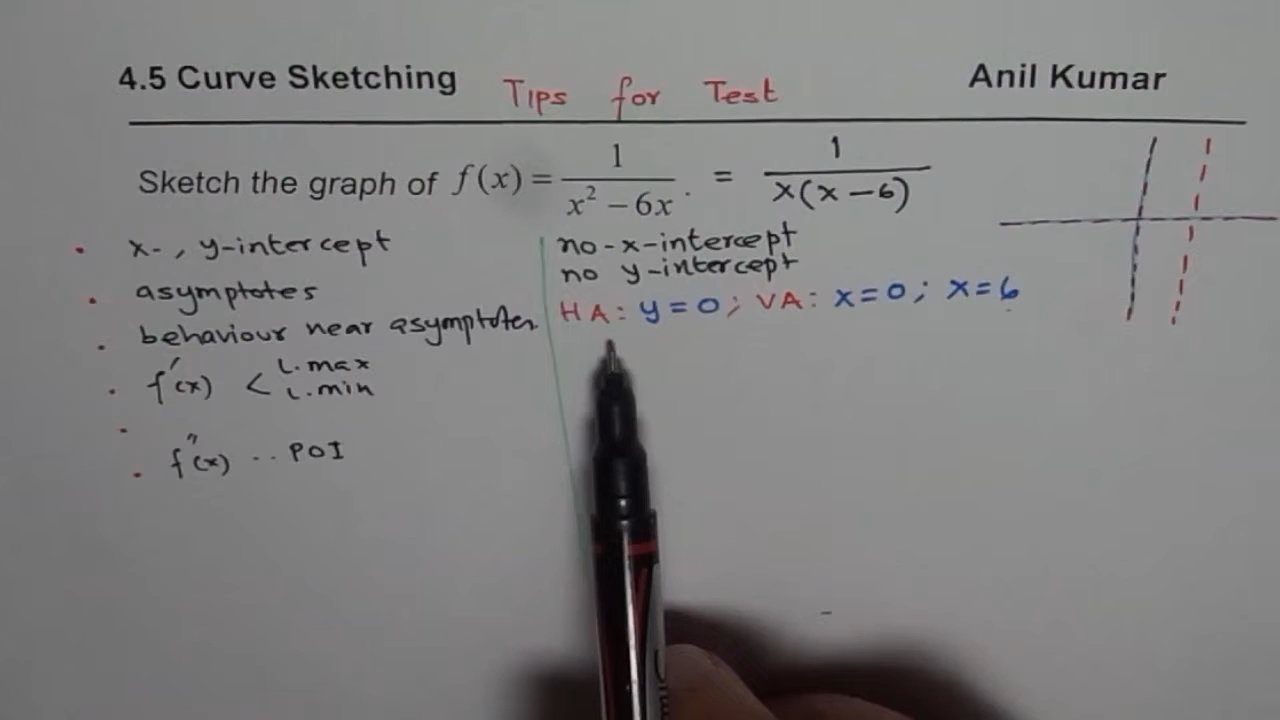 4.5 Curve Sketching Tips for Test Anil Kumar
Sketch the graph of f(x) = 1/(x² - 6x). = 1/(x(x-6))
• x-, y-intercept
no-x-intercept
no y-intercept
• asymptotes
HA: y=0; VA: x=0; x=6
• behaviour near asymptotes
• f'(x) < L.max
L.min
• f"(x) .. POI